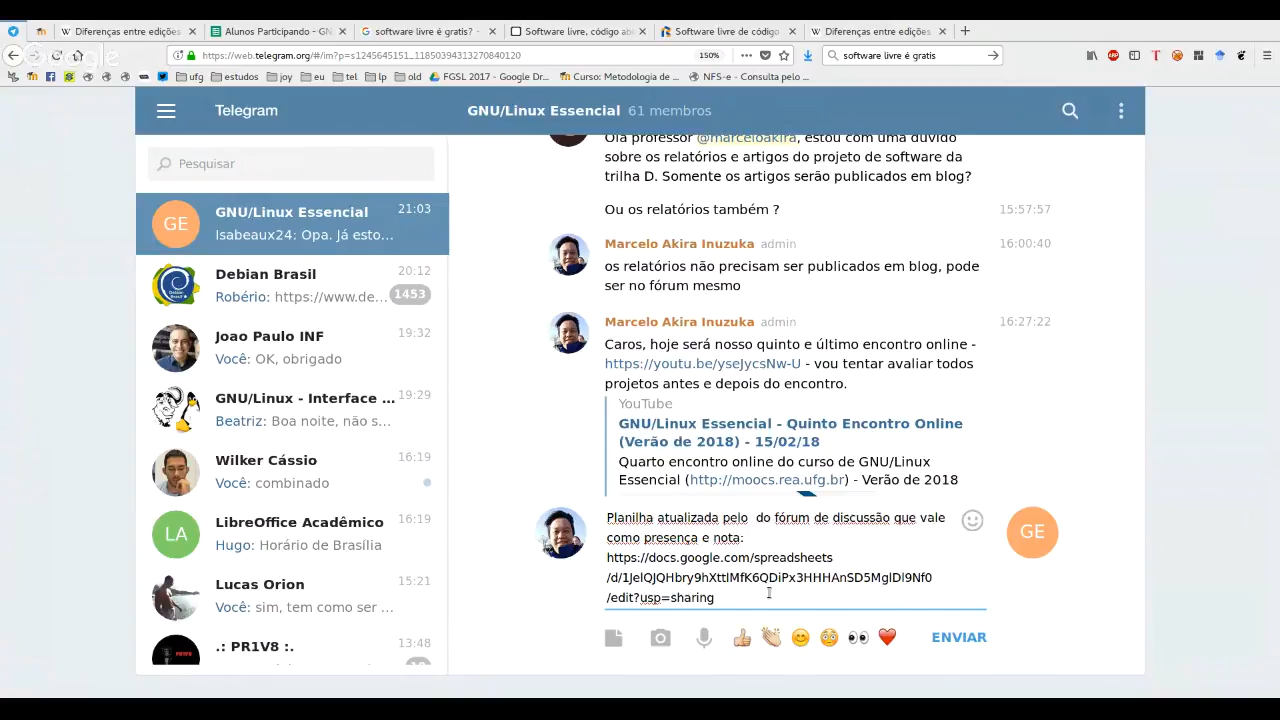 Diferenças entre edições
Alunos Participando - GN
software livre é gratis? -
Software livre, código ab
Software livre de código
Diferenças entre edições
https://web.telegram.org/#/im?p=s1245645151_11850394313270840120
150%
software livre é gratis
ufg
estudos
joy
eu
tel
lp
old
FGSL 2017 - Google Dr...
Curso: Metodologia de ...
NFS-e - Consulta pelo ...
Telegram
GNU/Linux Essencial 61 membros
Pesquisar
GE
GNU/Linux Essencial 21:03
Isabeaux24: Opa. Já esto...
Debian Brasil 20:12
Robério: https://www.de... 1453
Joao Paulo INF 19:32
Você: OK, obrigado
GNU/Linux - Interface ... 19:29
Beatriz: Boa noite, não s...
Wilker Cássio 16:19
Você: combinado
LA
LibreOffice Acadêmico 16:19
Hugo: Horário de Brasília
Lucas Orion 15:21
Você: sim, tem como ser ...
.: PR1V8 :. 13:48
Olá professor @marceloakira, estou com uma dúvido
sobre os relatórios e artigos do projeto de software da
trilha D. Somente os artigos serão publicados em blog?
Ou os relatórios também ? 15:57:57
Marcelo Akira Inuzuka admin 16:00:40
os relatórios não precisam ser publicados em blog, pode
ser no fórum mesmo
Marcelo Akira Inuzuka admin 16:27:22
Caros, hoje será nosso quinto e último encontro online -
https://youtu.be/yseJycsNw-U - vou tentar avaliar todos
projetos antes e depois do encontro.
YouTube
GNU/Linux Essencial - Quinto Encontro Online
(Verão de 2018) - 15/02/18
Quarto encontro online do curso de GNU/Linux
Essencial (http://moocs.rea.ufg.br) - Verão de 2018
Planilha atualizada pelo  do fórum de discussão que vale
como presença e nota:
https://docs.google.com/spreadsheets
/d/1JelQJQHbry9hXttlMfK6QDiPx3HHHAnSD5MglDl9Nf0
/edit?usp=sharing
GE
ENVIAR